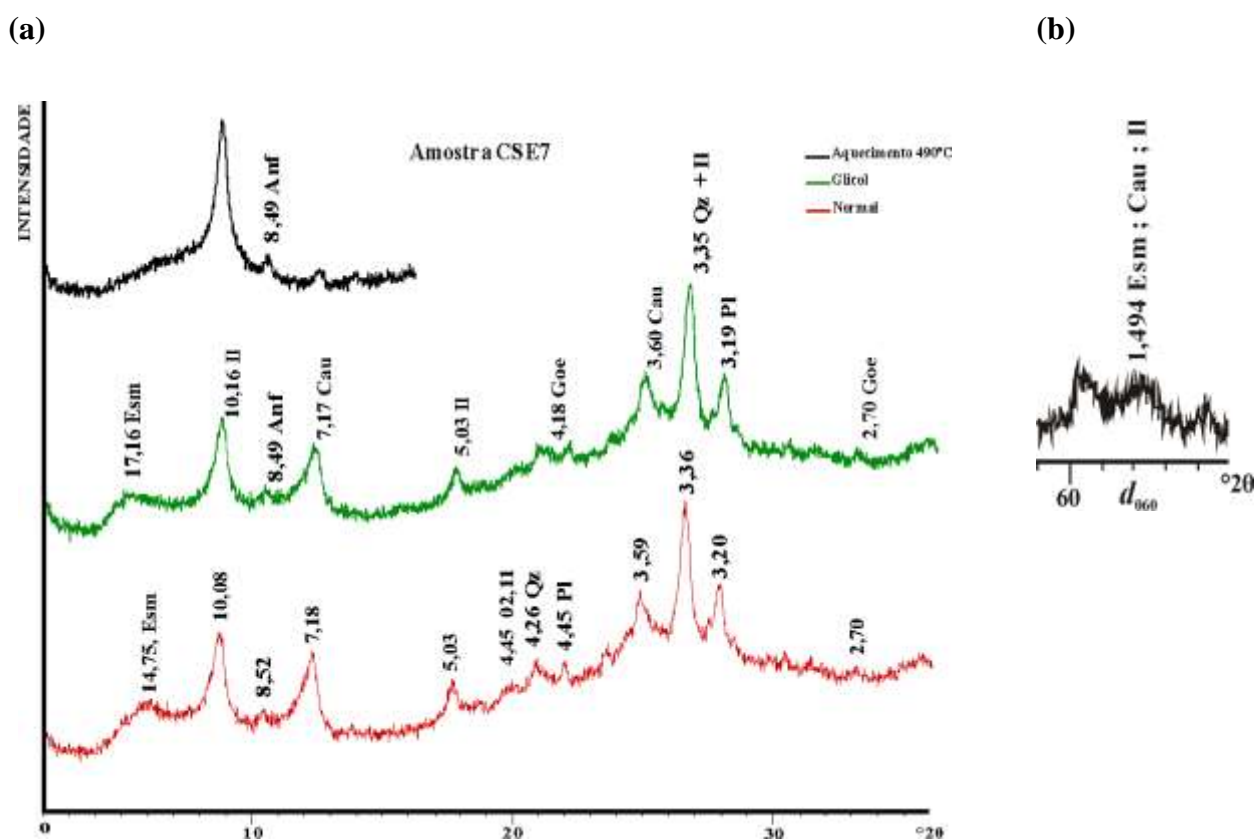 (a)
(b)
INTENSIDADE
Amostra CSE7
Aquecimento 490°C
Glicol
Normal
8,49 Anf
17,16 Esm
10,16 Il
8,49 Anf
7,17 Cau
5,03 Il
4,18 Goe
3,60 Cau
3,35 Qz + Il
3,19 Pl
2,70 Goe
14,75, Esm
10,08
8,52
7,18
5,03
4,45 02,11
4,26 Qz
4,45 Pl
3,59
3,36
3,20
2,70
0
10
20
30
°2θ
1,494 Esm ; Cau ; Il
60
d060
°2θ